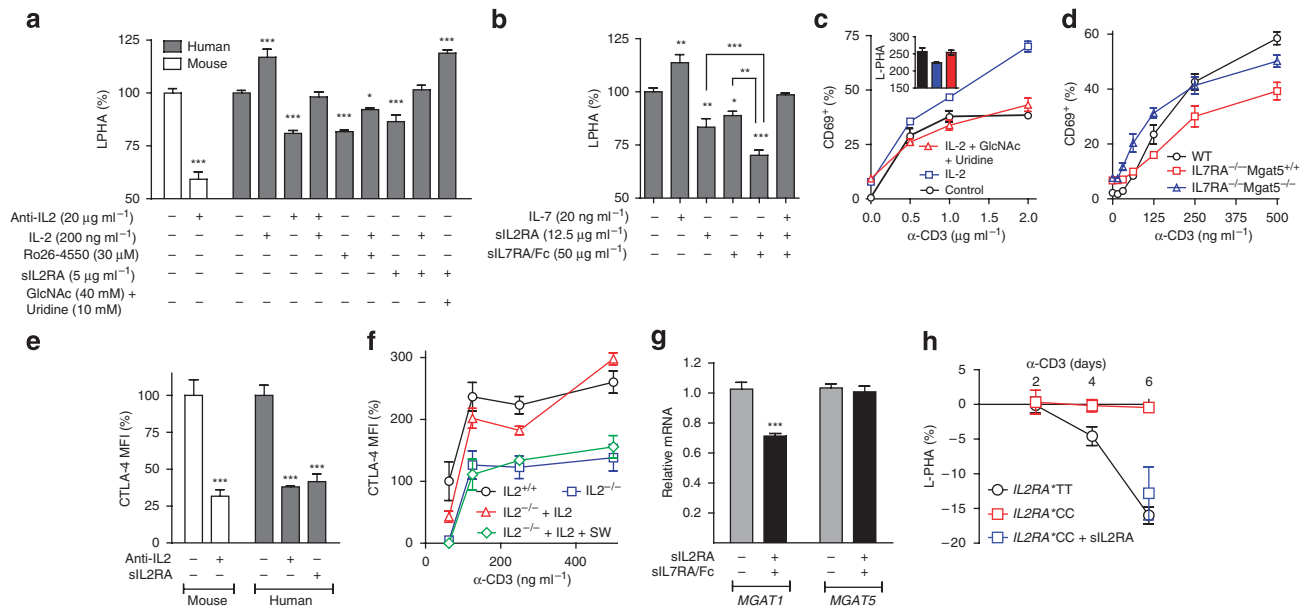 a
LPHA (%)
125
100
75
50
Human
Mouse
***
***
***
***
*
***
***
Anti-IL2 (20 μg ml−1) – + – – + + – – – – –
IL-2 (200 ng ml−1) – – – + – + – + – + –
Ro26-4550 (30 μM) – – – – – – + + – – –
sIL2RA (5 μg ml−1) – – – – – – – – + + +
GlcNAc (40 mM) + Uridine (10 mM) – – – – – – – – – – +
b
LPHA (%)
125
100
75
50
**
**
*
***
***
**
IL-7 (20 ng ml−1) – + – – – +
sIL2RA (12.5 μg ml−1) – – + – + +
sIL7RA/Fc (50 μg ml−1) – – – + + +
c
CD69+ (%)
75
50
25
0
L-PHA
250
200
150
IL-2 + GlcNAc
+ Uridine
IL-2
Control
0.0 0.5 1.0 2.0
α-CD3 (μg ml−1)
d
CD69+ (%)
60
40
20
0
WT
IL7RA−/−Mgat5+/+
IL7RA−/−Mgat5−/−
0 125 250 375 500
α-CD3 (ng ml−1)
e
CTLA-4 MFI (%)
100
75
50
25
0
***
***
***
Anti-IL2 – + – + –
sIL2RA – – – – +
Mouse Human
f
CTLA-4 MFI (%)
300
200
100
0
IL2+/+ IL2−/−
IL2−/− + IL2
IL2−/− + IL2 + SW
0 200 400
α-CD3 (ng ml−1)
g
Relative mRNA
1.4
1.2
1.0
0.8
0.6
0.4
0.2
***
sIL2RA – + – +
sIL7RA/Fc – + – +
MGAT1 MGAT5
h
α-CD3 (days)
2 4 6
L-PHA (%)
5
0
−5
−10
−15
−20
IL2RA*TT
IL2RA*CC
IL2RA*CC + sIL2RA